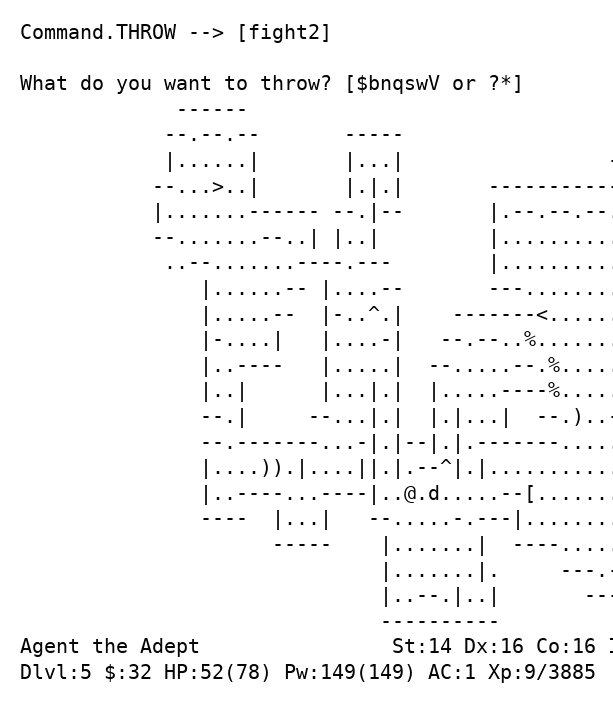 Command.THROW --> [fight2]

What do you want to throw? [$bnqswV or ?*]
             ------
            --.--.--       -----
            |......|       |...|                  -
           --...>..|       |.|.|       -----------
           |.......------ --.|--       |.--.--.--.
           --.......--..| |..|         |..........
            ..--.......----.---        |..........
               |......-- |....--       ---........
               |.....--  |-..^.|    -------<......
               |-....|   |....-|   --.--..%.......
               |..----   |.....|  --.....--.%.....
               |..|      |...|.|  |.....----%.....
               --.|     --...|.|  |.|...|  --.)..-
               --.-------...-|.|--|.|.-------.....
               |....)).|....||.|.--^|.|...........
               |..----...----|..@.d.....--[.......
               ----  |...|   --.....-.---|........
                     -----    |.......|  ----.....
                              |.......|.     ---.-
                              |..--.|..|       ---
                              ----------
Agent the Adept                St:14 Dx:16 Co:16 I
Dlvl:5 $:32 HP:52(78) Pw:149(149) AC:1 Xp:9/3885